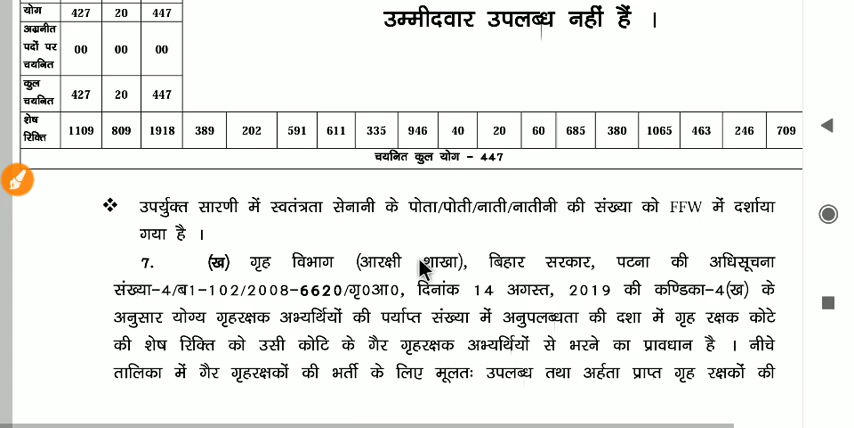 योग 427 20 447
उम्मीदवार उपलब्ध नहीं हैं ।
अग्रनीत पदों पर चयनित 00 00 00
कुल चयनित 427 20 447
शेष रिक्ति 1109 809 1918 389 202 591 611 335 946 40 20 60 685 380 1065 463 246 709
चयनित कुल योग - 447
❖ उपर्युक्त सारणी में स्वतंत्रता सेनानी के पोता/पोती/नाती/नातीनी की संख्या को FFW में दर्शाया
गया है ।
7. (ख) गृह विभाग (आरक्षी शाखा), बिहार सरकार, पटना की अधिसूचना
संख्या-4/ब1-102/2008-6620/गृ0आ0, दिनांक 14 अगस्त, 2019 की कण्डिका-4(ख) के
अनुसार योग्य गृहरक्षक अभ्यर्थियों की पर्याप्त संख्या में अनुपलब्धता की दशा में गृह रक्षक कोटे
की शेष रिक्ति को उसी कोटि के गैर गृहरक्षक अभ्यर्थियों से भरने का प्रावधान है । नीचे
तालिका में गैर गृहरक्षकों की भर्ती के लिए मूलतः उपलब्ध तथा अर्हता प्राप्त गृह रक्षकों की